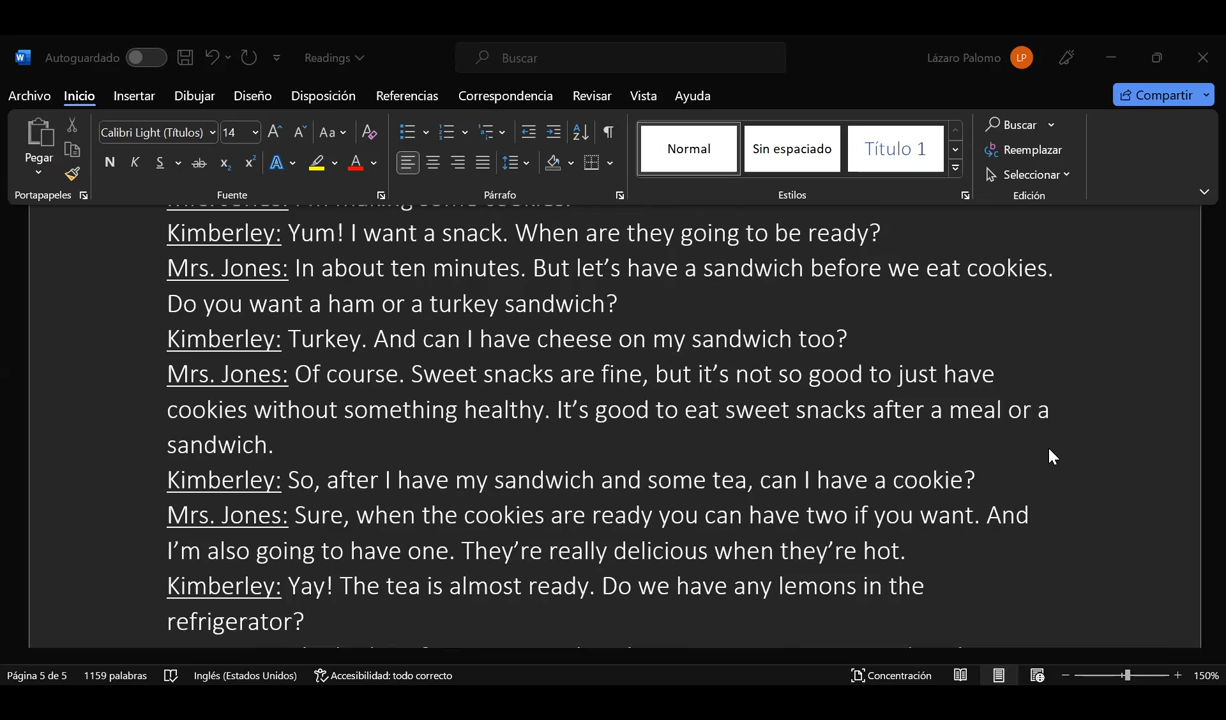 Autoguardado Readings Buscar Lázaro Palomo LP
Archivo Inicio Insertar Dibujar Diseño Disposición Referencias Correspondencia Revisar Vista Ayuda Compartir
Pegar
Portapapeles
Calibri Light (Títulos) 14
N K S ab
Fuente
Párrafo
Normal Sin espaciado Título 1
Estilos
Buscar
Reemplazar
Seleccionar
Edición
Kimberley: Yum! I want a snack. When are they going to be ready?
Mrs. Jones: In about ten minutes. But let’s have a sandwich before we eat cookies.
Do you want a ham or a turkey sandwich?
Kimberley: Turkey. And can I have cheese on my sandwich too?
Mrs. Jones: Of course. Sweet snacks are fine, but it’s not so good to just have
cookies without something healthy. It’s good to eat sweet snacks after a meal or a
sandwich.
Kimberley: So, after I have my sandwich and some tea, can I have a cookie?
Mrs. Jones: Sure, when the cookies are ready you can have two if you want. And
I’m also going to have one. They’re really delicious when they’re hot.
Kimberley: Yay! The tea is almost ready. Do we have any lemons in the
refrigerator?
Página 5 de 5 1159 palabras Inglés (Estados Unidos) Accesibilidad: todo correcto Concentración 150%